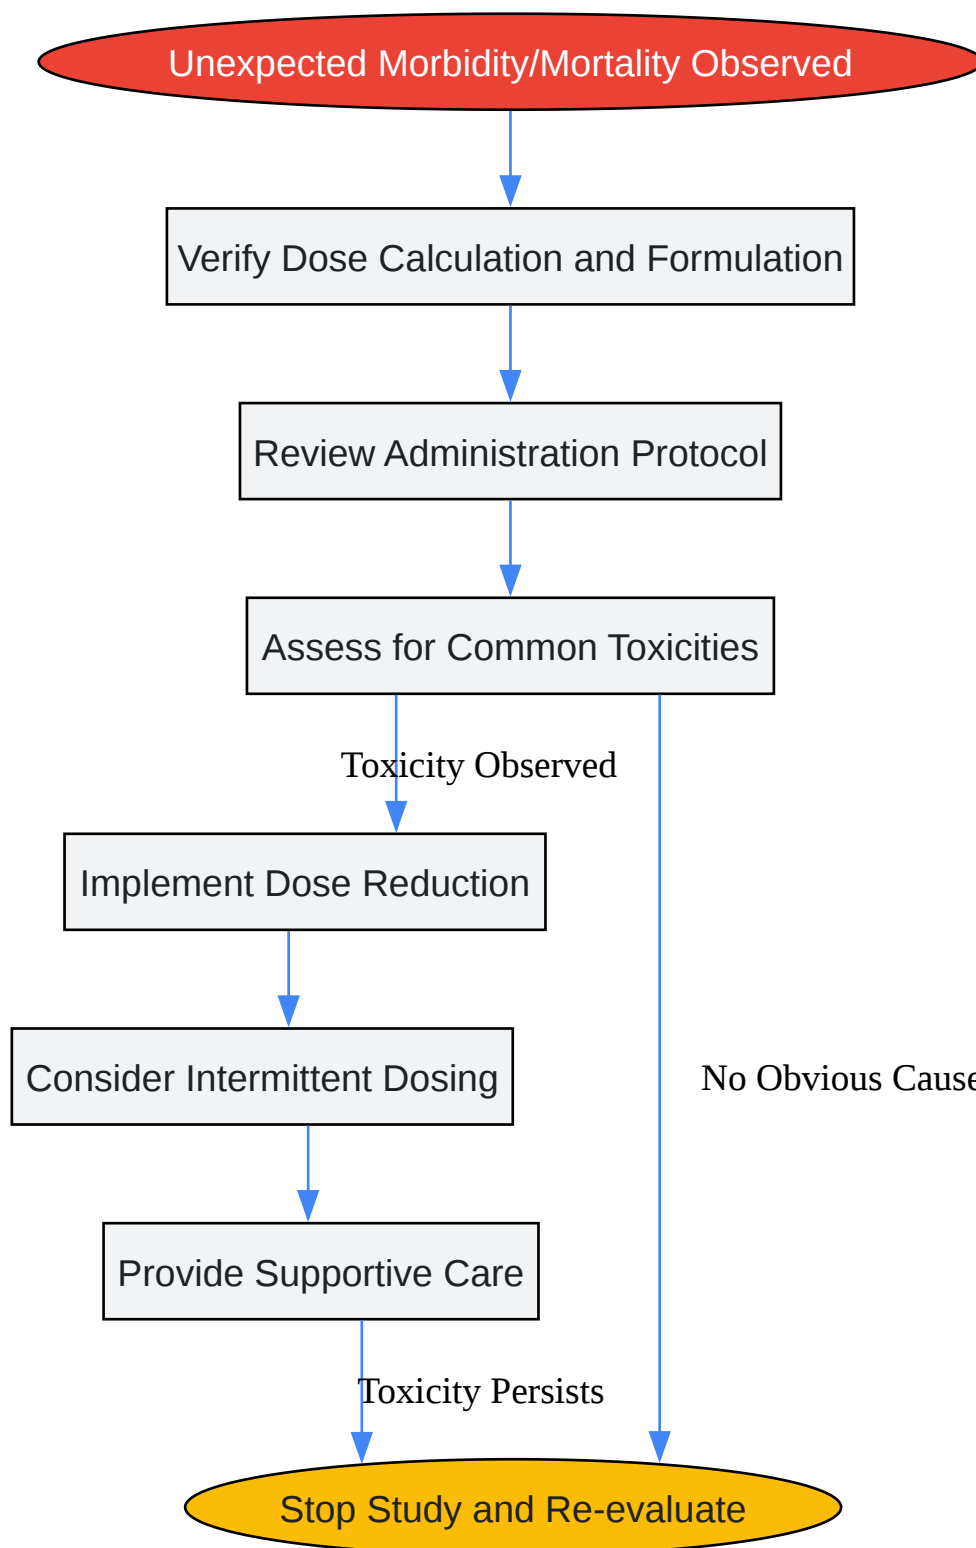 Unexpected Morbidity/Mortality Observed
Verify Dose Calculation and Formulation
Review Administration Protocol
Assess for Common Toxicities
Toxicity Observed
Implement Dose Reduction
Consider Intermittent Dosing
No Obvious Cause
Provide Supportive Care
Toxicity Persists
Stop Study and Re-evaluate